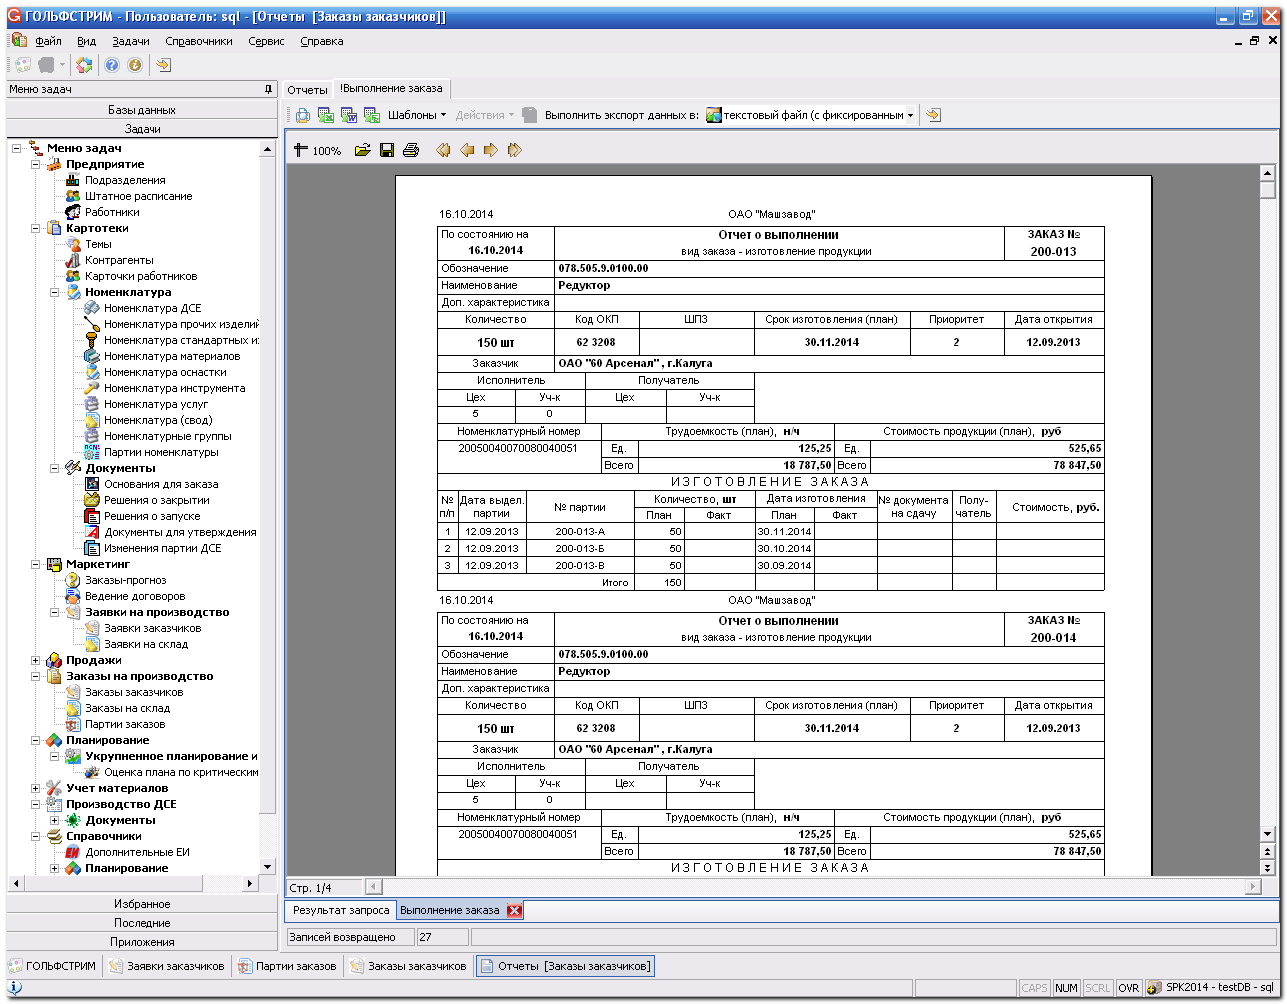 ГОЛЬФСТРИМ - Пользователь: sql - [Отчеты  [Заказы заказчиков]]
Файл Вид Задачи Справочники Сервис Справка
Меню задач
Базы данных
Задачи
Меню задач
Предприятие
Подразделения
Штатное расписание
Работники
Картотеки
Темы
Контрагенты
Карточки работников
Номенклатура
Номенклатура ДСЕ
Номенклатура прочих изделий
Номенклатура стандартных и
Номенклатура материалов
Номенклатура оснастки
Номенклатура инструмента
Номенклатура услуг
Номенклатура (свод)
Номенклатурные группы
Партии номенклатуры
Документы
Основания для заказа
Решения о закрытии
Решения о запуске
Документы для утверждения
Изменения партии ДСЕ
Маркетинг
Заказы-прогноз
Ведение договоров
Заявки на производство
Заявки заказчиков
Заявки на склад
Продажи
Заказы на производство
Заказы заказчиков
Заказы на склад
Партии заказов
Планирование
Укрупненное планирование и
Оценка плана по критическим
Учет материалов
Производство ДСЕ
Документы
Справочники
Дополнительные ЕИ
Планирование
Избранное
Последние
Приложения
Отчеты !Выполнение заказа
Шаблоны Действия Выполнить экспорт данных в: текстовый файл (с фиксированным
100%
16.10.2014 ОАО "Машзавод"
По состоянию на Отчет о выполнении ЗАКАЗ №
16.10.2014 вид заказа - изготовление продукции 200-013
Обозначение 078.505.9.0100.00
Наименование Редуктор
Доп. характеристика
Количество Код ОКП ШПЗ Срок изготовления (план) Приоритет Дата открытия
150 шт 62 3208 30.11.2014 2 12.09.2013
Заказчик ОАО "60 Арсенал" , г.Калуга
Исполнитель Получатель
Цех Уч-к Цех Уч-к
5 0
Номенклатурный номер Трудоемкость (план), н/ч Стоимость продукции (план), руб
20050040070080040051 Ед. 125,25 Ед. 525,65
Всего 18 787,50 Всего 78 847,50
ИЗГОТОВЛЕНИЕ ЗАКАЗА
№ п/п Дата выдел. партии № партии Количество, шт Дата изготовления № документа на сдачу Полу- чатель Стоимость, руб.
План Факт План Факт
1 12.09.2013 200-013-А 50 30.11.2014
2 12.09.2013 200-013-Б 50 30.10.2014
3 12.09.2013 200-013-В 50 30.09.2014
Итого 150
16.10.2014 ОАО "Машзавод"
По состоянию на Отчет о выполнении ЗАКАЗ №
16.10.2014 вид заказа - изготовление продукции 200-014
Обозначение 078.505.9.0100.00
Наименование Редуктор
Доп. характеристика
Количество Код ОКП ШПЗ Срок изготовления (план) Приоритет Дата открытия
150 шт 62 3208 30.11.2014 2 12.09.2013
Заказчик ОАО "60 Арсенал" , г.Калуга
Исполнитель Получатель
Цех Уч-к Цех Уч-к
5 0
Номенклатурный номер Трудоемкость (план), н/ч Стоимость продукции (план), руб
20050040070080040051 Ед. 125,25 Ед. 525,65
Всего 18 787,50 Всего 78 847,50
ИЗГОТОВЛЕНИЕ ЗАКАЗА
Стр. 1/4
Результат запроса Выполнение заказа
Записей возвращено 27
ГОЛЬФСТРИМ Заявки заказчиков Партии заказов Заказы заказчиков Отчеты  [Заказы заказчиков]
CAPS NUM SCRL OVR SPK2014 - testDB - sql